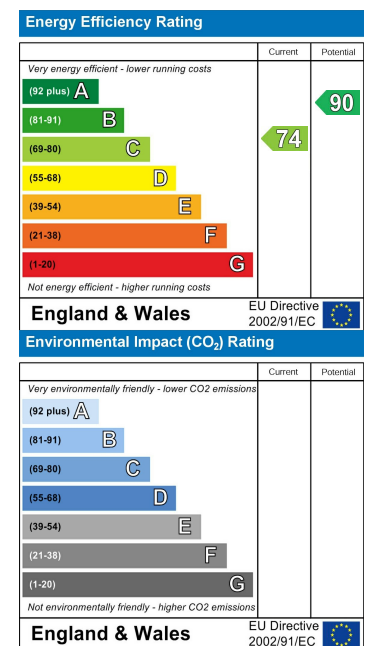 Energy Efficiency Rating
Current Potential
Very energy efficient - lower running costs
(92 plus) A
(81-91) B
(69-80) C
(55-68) D
(39-54) E
(21-38) F
(1-20) G
74
90
Not energy efficient - higher running costs
England & Wales
EU Directive
2002/91/EC
Environmental Impact (CO₂) Rating
Current Potential
Very environmentally friendly - lower CO2 emissions
(92 plus) A
(81-91) B
(69-80) C
(55-68) D
(39-54) E
(21-38) F
(1-20) G
Not environmentally friendly - higher CO2 emissions
England & Wales
EU Directive
2002/91/EC